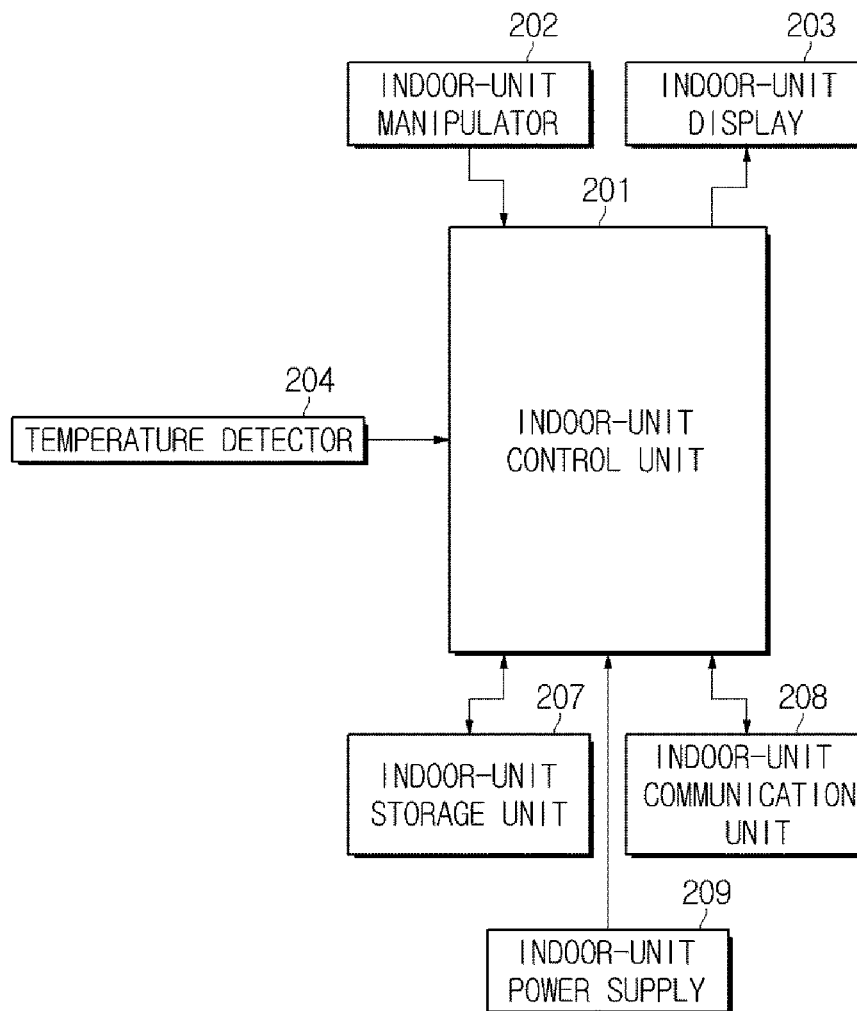 202
INDOOR-UNIT
MANIPULATOR
203
INDOOR-UNIT
DISPLAY
201
INDOOR-UNIT
CONTROL UNIT
204
TEMPERATURE DETECTOR
207
INDOOR-UNIT
STORAGE UNIT
208
INDOOR-UNIT
COMMUNICATION
UNIT
209
INDOOR-UNIT
POWER SUPPLY